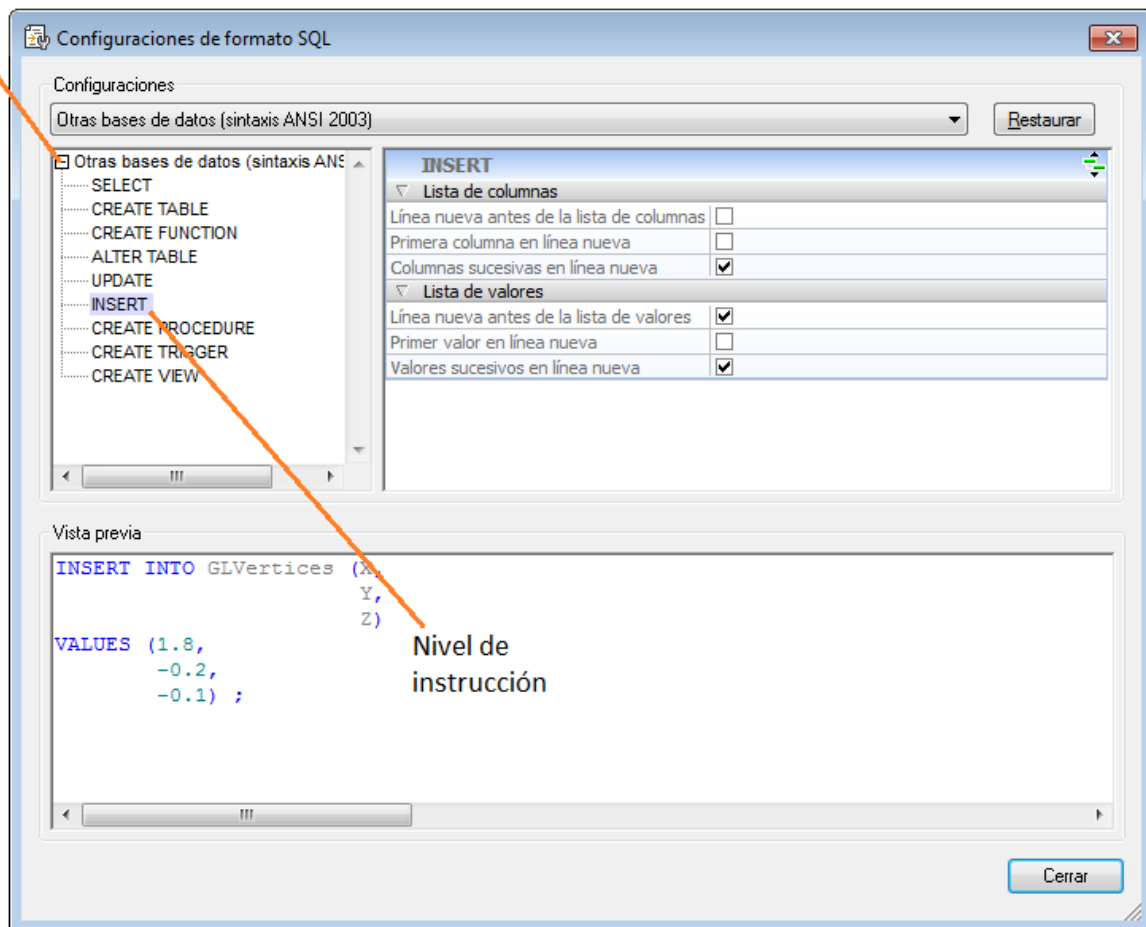 Configuraciones de formato SQL
Configuraciones
Otras bases de datos (sintaxis ANSI 2003)
Restaurar
Otras bases de datos (sintaxis ANS
SELECT
CREATE TABLE
CREATE FUNCTION
ALTER TABLE
UPDATE
INSERT
CREATE PROCEDURE
CREATE TRIGGER
CREATE VIEW
INSERT
Lista de columnas
Línea nueva antes de la lista de columnas
Primera columna en línea nueva
Columnas sucesivas en línea nueva
Lista de valores
Línea nueva antes de la lista de valores
Primer valor en línea nueva
Valores sucesivos en línea nueva
Vista previa
INSERT INTO GLVertices (X,
Y,
Z)
VALUES (1.8,
-0.2,
-0.1) ;
Nivel de
instrucción
Cerrar